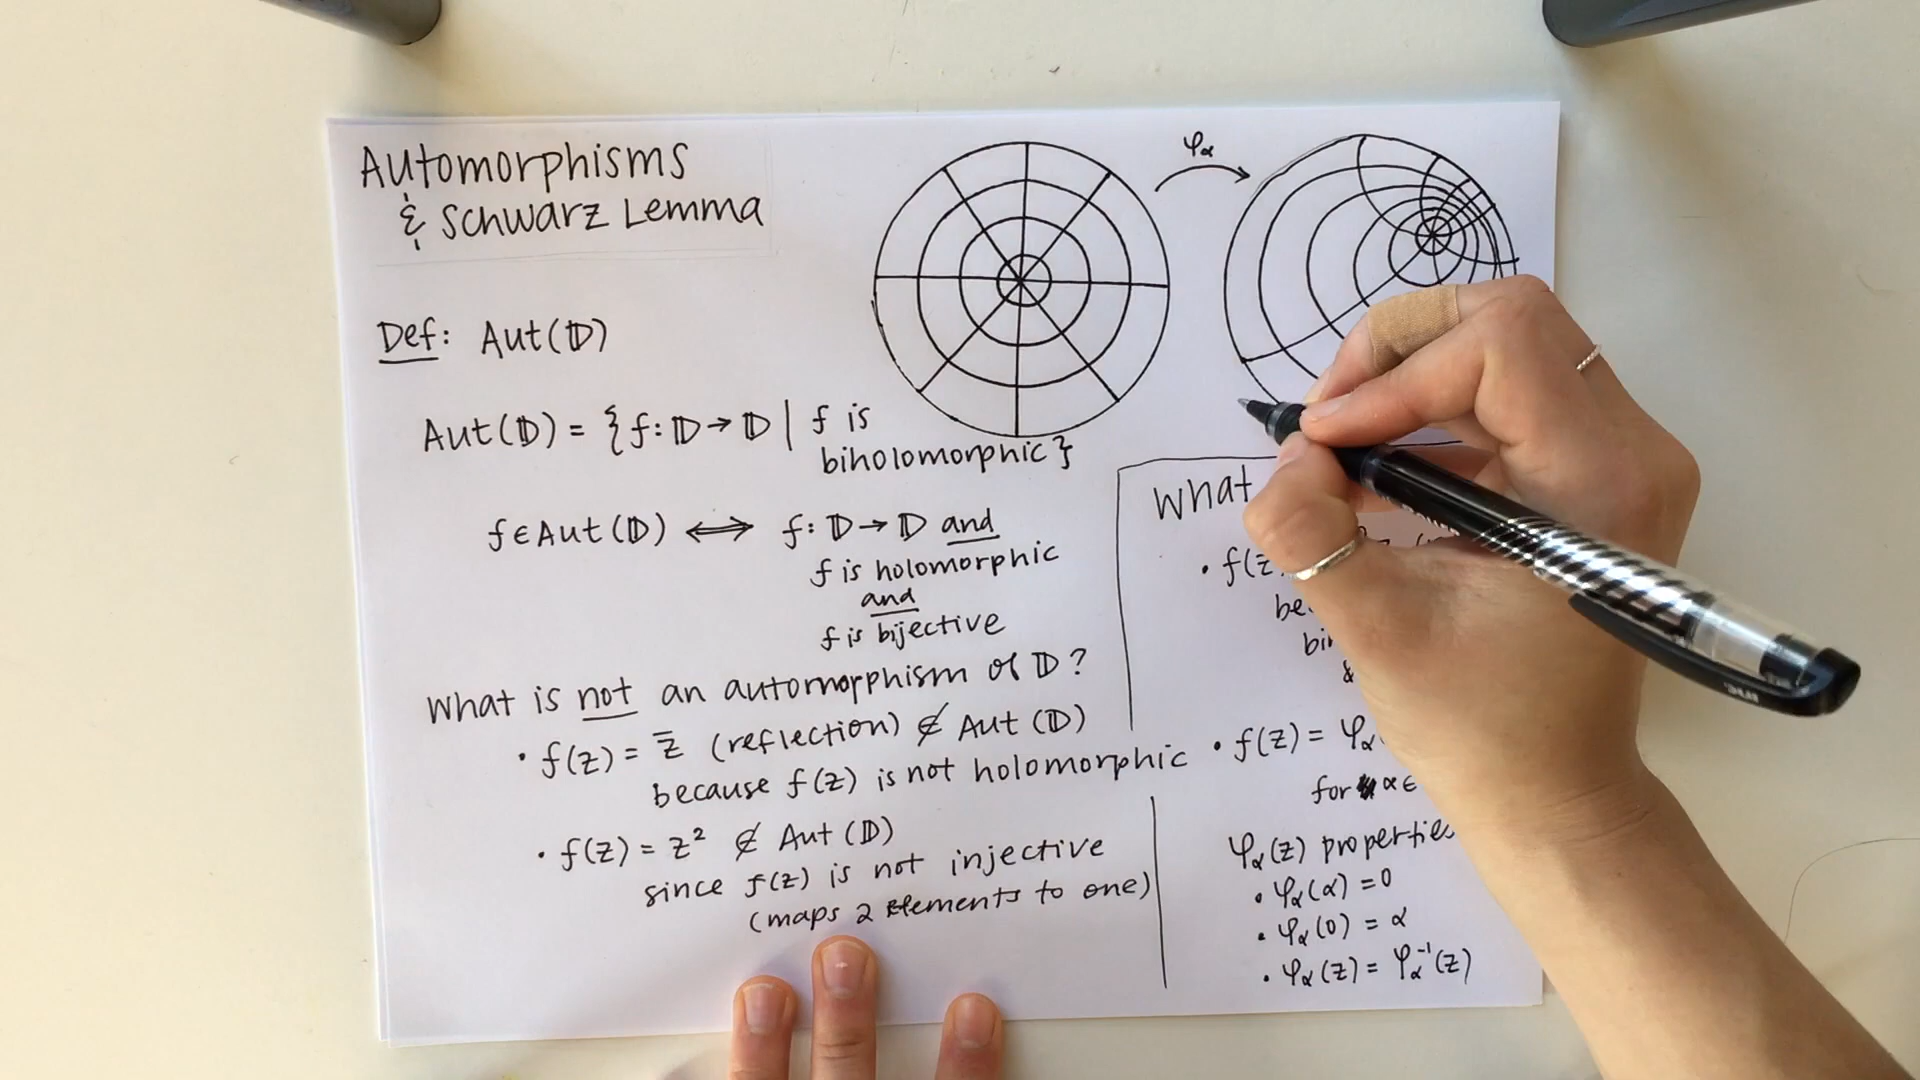 Automorphisms
& Schwarz Lemma
φα
Def: Aut(𝔻)
Aut(𝔻) = {f: 𝔻→𝔻 | f is
biholomorphic}
f∈Aut(𝔻) ⟺ f: 𝔻→𝔻 and
f is holomorphic
and
f is bijective
What is not an automorphism of 𝔻?
• f(z) = z̄ (reflection) ∉ Aut(𝔻)
because f(z) is not holomorphic
• f(z) = z² ∉ Aut(𝔻)
since f(z) is not injective
(maps 2 elements to one)
What
• f(z
• f(z) = φα
for α∈
φα(z) properties
• φα(α) = 0
• φα(0) = α
• φα(z) = φα⁻¹(z)